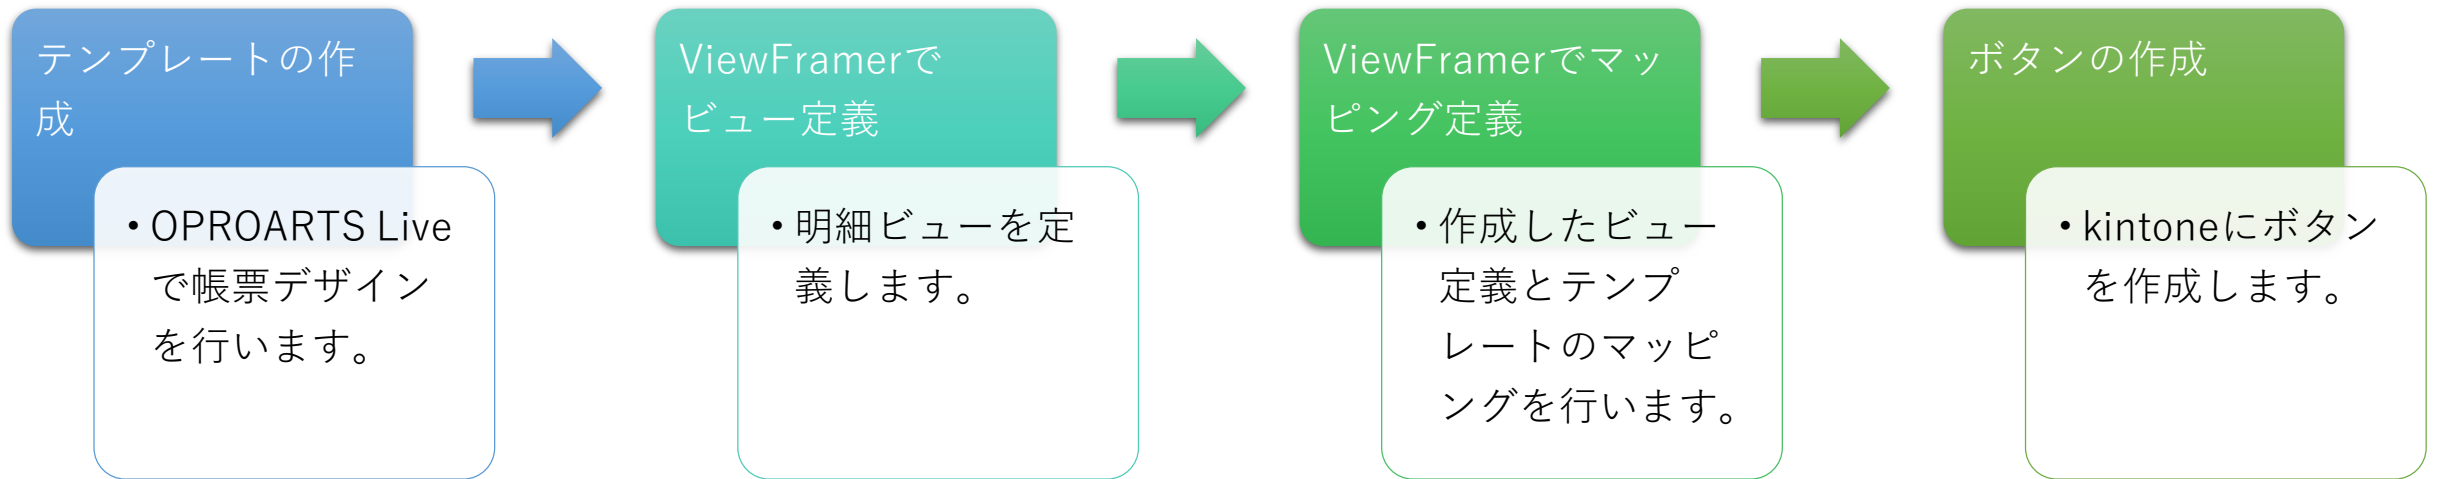 テンプレートの作
成
• OPROARTS Live
で帳票デザイン
を行います。
ViewFramerで
ビュー定義
• 明細ビューを定
義します。
ViewFramerでマッ
ピング定義
• 作成したビュー
定義とテンプ
レートのマッピ
ングを行います。
ボタンの作成
• kintoneにボタン
を作成します。